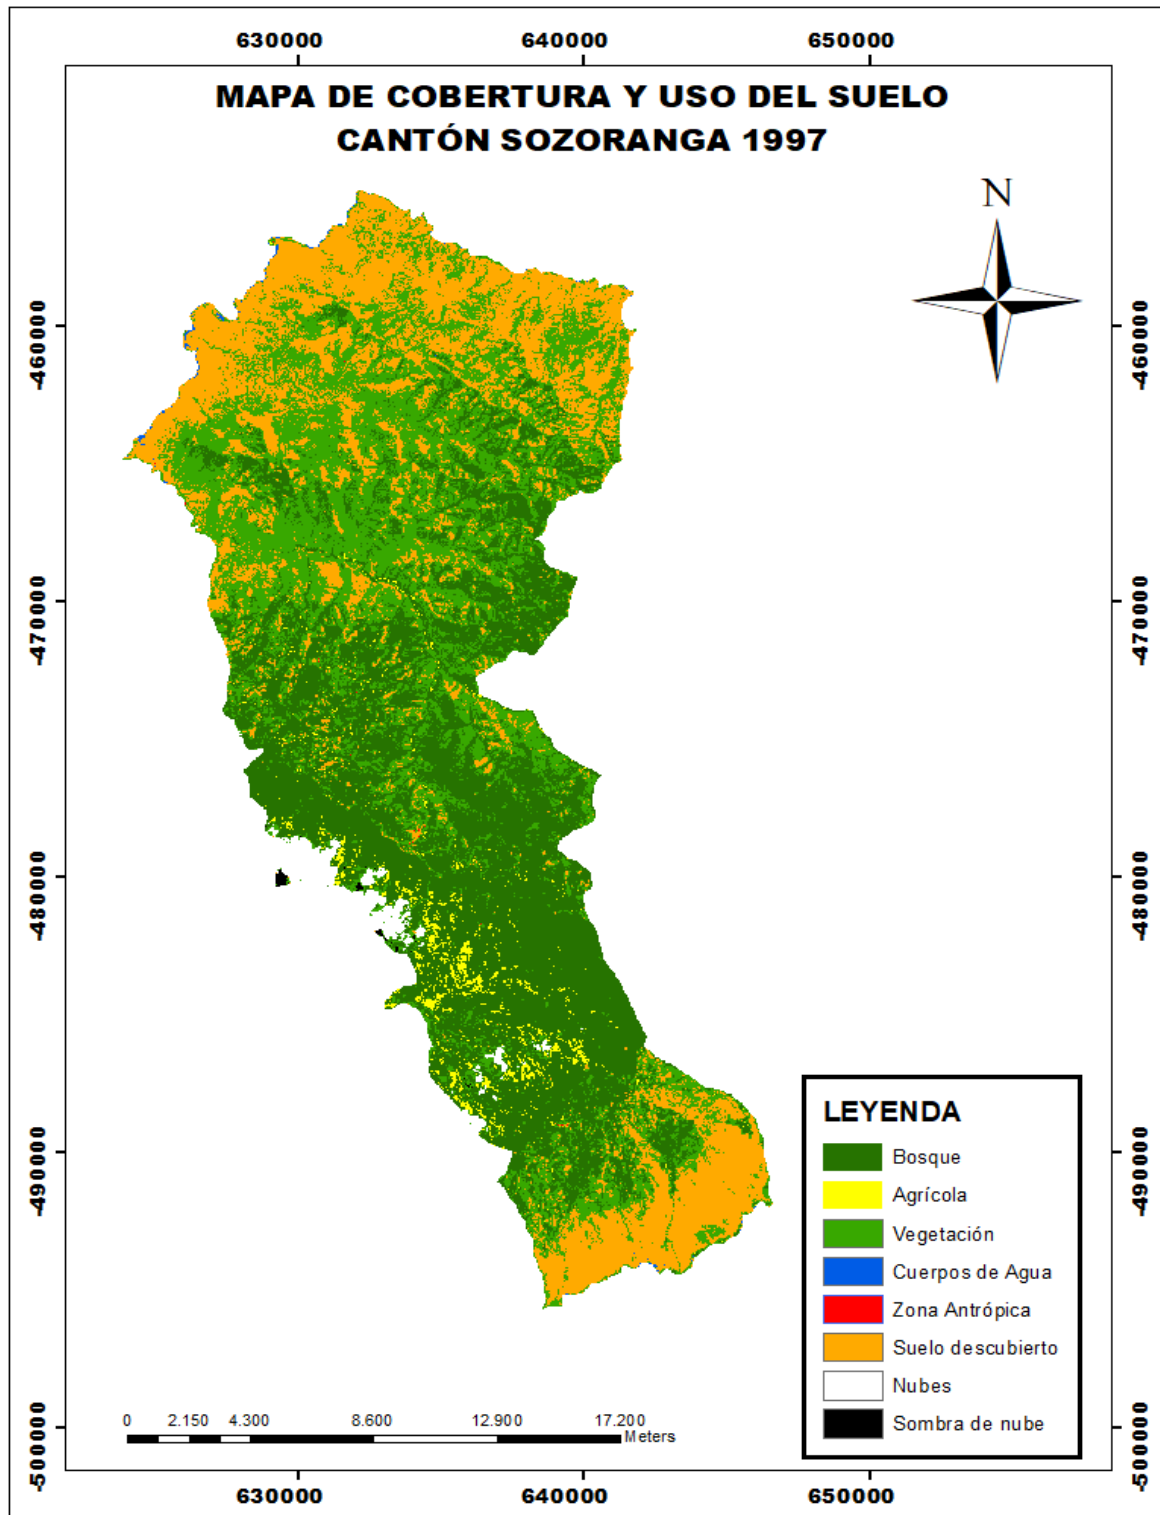 630000 640000 650000
MAPA DE COBERTURA Y USO DEL SUELO
CANTÓN SOZORANGA 1997
N
-460000 -460000
-470000 -470000
-480000 -480000
-490000 -490000
-500000 -500000
LEYENDA
Bosque
Agrícola
Vegetación
Cuerpos de Agua
Zona Antrópica
Suelo descubierto
Nubes
Sombra de nube
0 2.150 4.300 8.600 12.900 17.200
Meters
630000 640000 650000